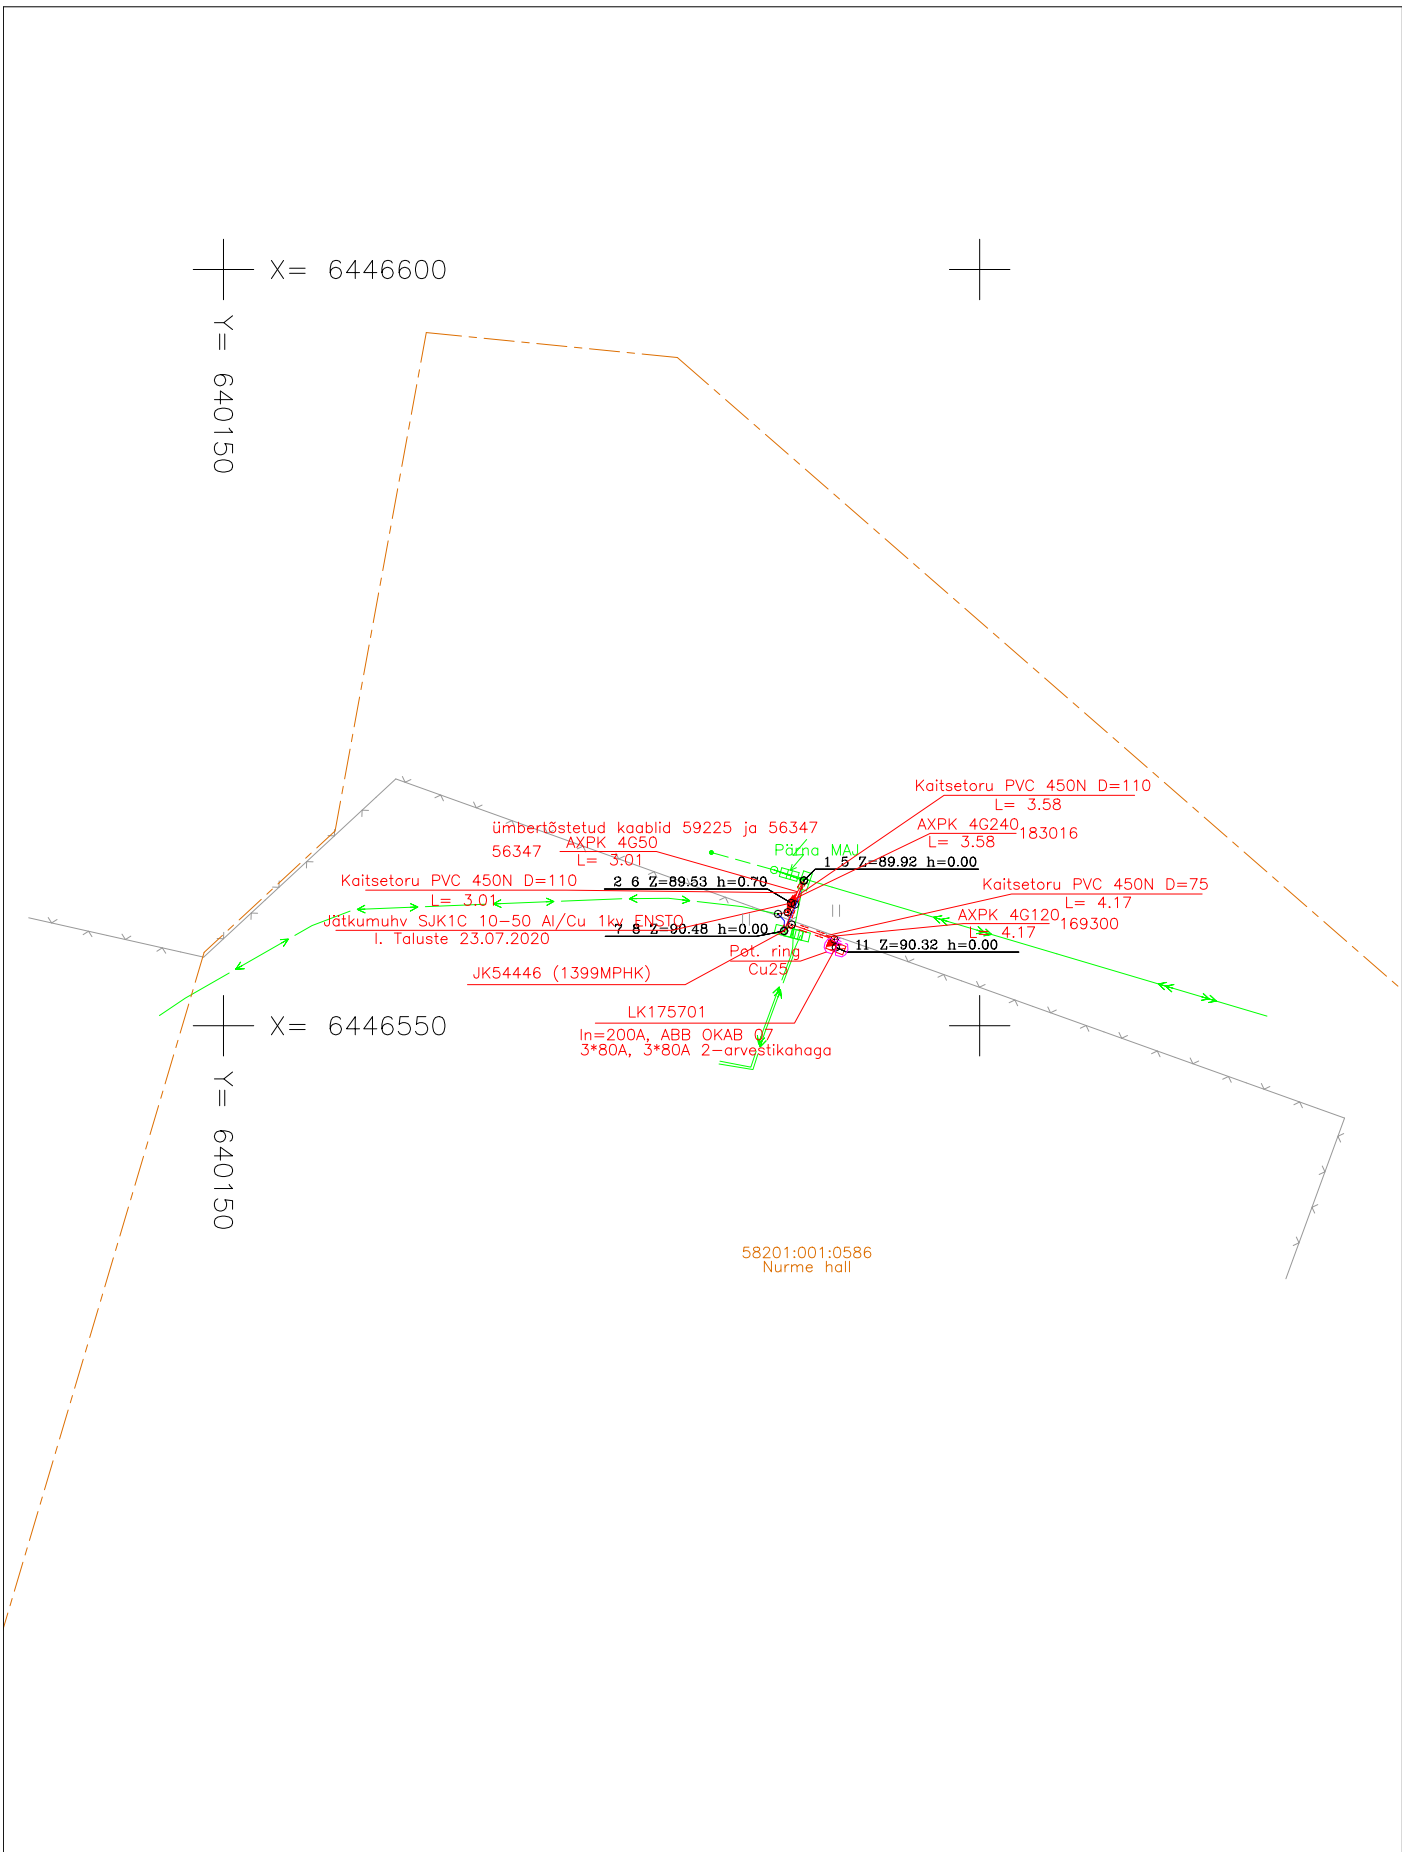 X= 6446600
Y= 640150
Kaitsetoru PVC 450N D=110
L= 3.58
AXPK 4G240
183016
L= 3.58
ümbertõstetud kaablid 59225 ja 56347
56347
AXPK 4G50
L= 3.01
Pärna MAJ
1 5 Z=89.92 h=0.00
Kaitsetoru PVC 450N D=110
L= 3.01
2 6 Z=89.53 h=0.70
Kaitsetoru PVC 450N D=75
L= 4.17
AXPK 4G120
169300
L= 4.17
Jätkumuhv SJK1C 10-50 Al/Cu 1kv ENSTO
I. Taluste 23.07.2020
7 8 Z=90.48 h=0.00
11 Z=90.32 h=0.00
Pot. ring
Cu25
JK54446 (1399MPHK)
LK175701
In=200A, ABB OKAB 07
3*80A, 3*80A 2-arvestikahaga
X= 6446550
Y= 640150
58201:001:0586
Nurme hall